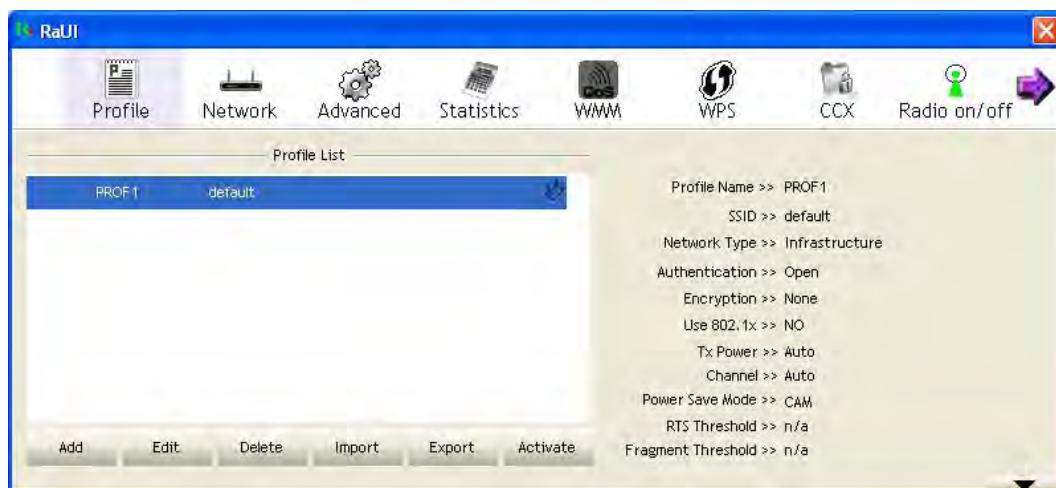 RaUI
Profile Network Advanced Statistics WMM WPS CCX Radio on/off
P
QoS
Profile List
PROF1 default
Profile Name >> PROF1
SSID >> default
Network Type >> Infrastructure
Authentication >> Open
Encryption >> None
Use 802.1x >> NO
Tx Power >> Auto
Channel >> Auto
Power Save Mode >> CAM
RTS Threshold >> n/a
Fragment Threshold >> n/a
Add Edit Delete Import Export Activate